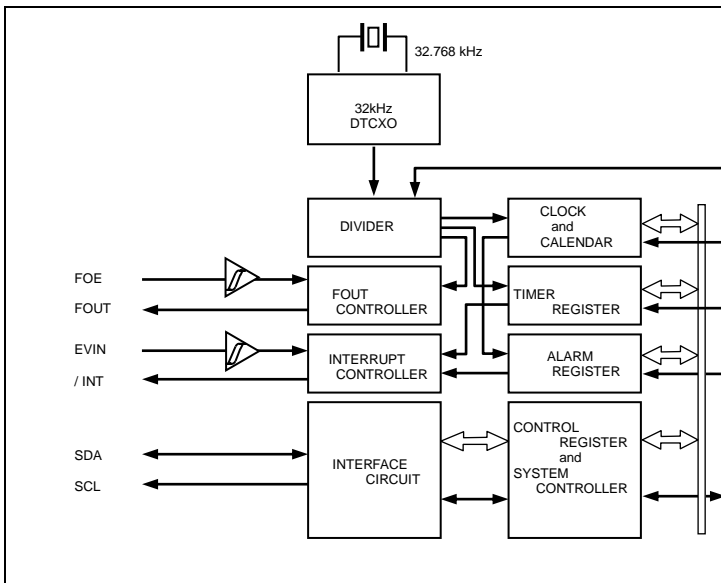 32.768 kHz
32kHz
DTCXO
DIVIDER
CLOCK
and
CALENDAR
FOE
FOUT
FOUT
CONTROLLER
TIMER
REGISTER
EVIN
/ INT
INTERRUPT
CONTROLLER
ALARM
REGISTER
SDA
SCL
INTERFACE
CIRCUIT
CONTROL
REGISTER
and
SYSTEM
CONTROLLER